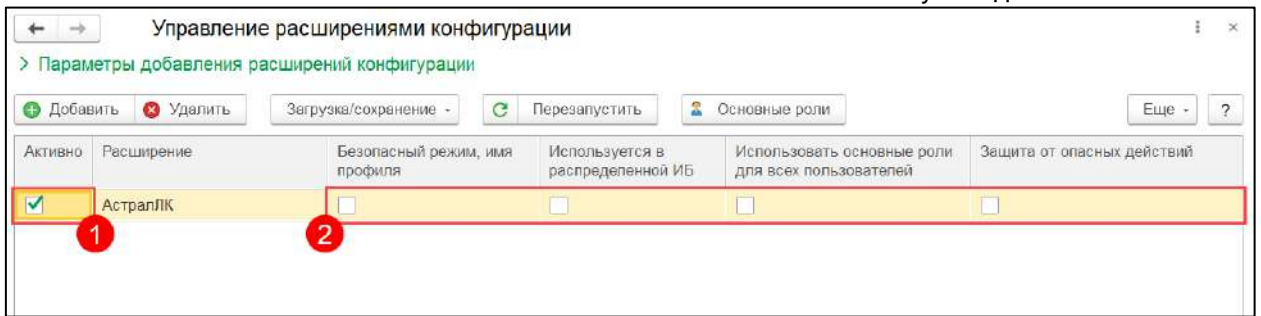 Управление расширениями конфигурации
Параметры добавления расширений конфигурации
Добавить Удалить Загрузка/сохранение Перезапустить Основные роли Еще ?
Активно Расширение Безопасный режим, имя профиля Используется в распределенной ИБ Использовать основные роли для всех пользователей Защита от опасных действий
АстралЛК
1 2